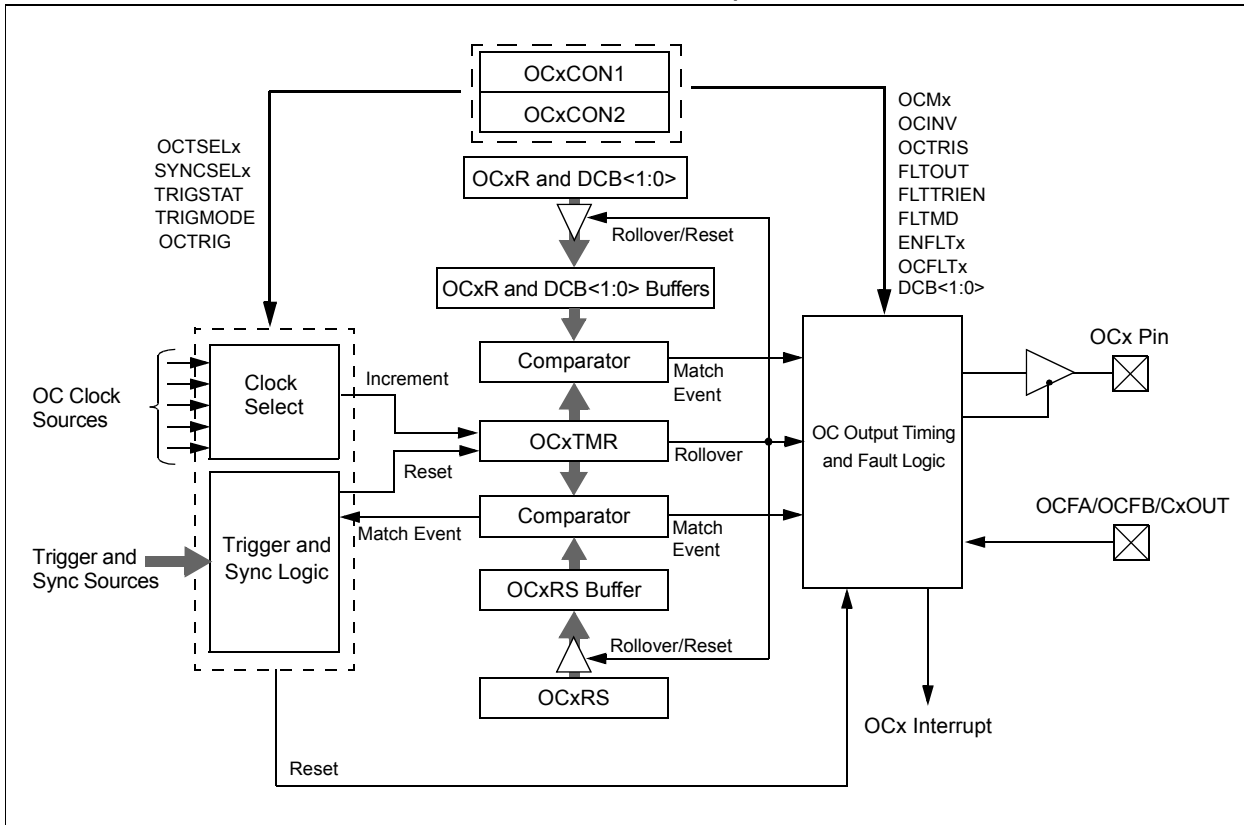 OCxCON1
OCxCON2
OCTSELx
SYNCSELx
TRIGSTAT
TRIGMODE
OCTRIG
OCMx
OCINV
OCTRIS
FLTOUT
FLTTRIEN
FLTMD
ENFLTx
OCFLTx
DCB<1:0>
OCxR and DCB<1:0>
Rollover/Reset
OCxR and DCB<1:0> Buffers
OC Clock
Sources
Clock
Select
Increment
Comparator
Match
Event
OCxTMR
Rollover
Reset
Comparator
Match Event
Match
Event
Trigger and
Sync Sources
Trigger and
Sync Logic
OCxRS Buffer
Rollover/Reset
OCxRS
OC Output Timing
and Fault Logic
OCx Pin
OCFA/OCFB/CxOUT
OCx Interrupt
Reset